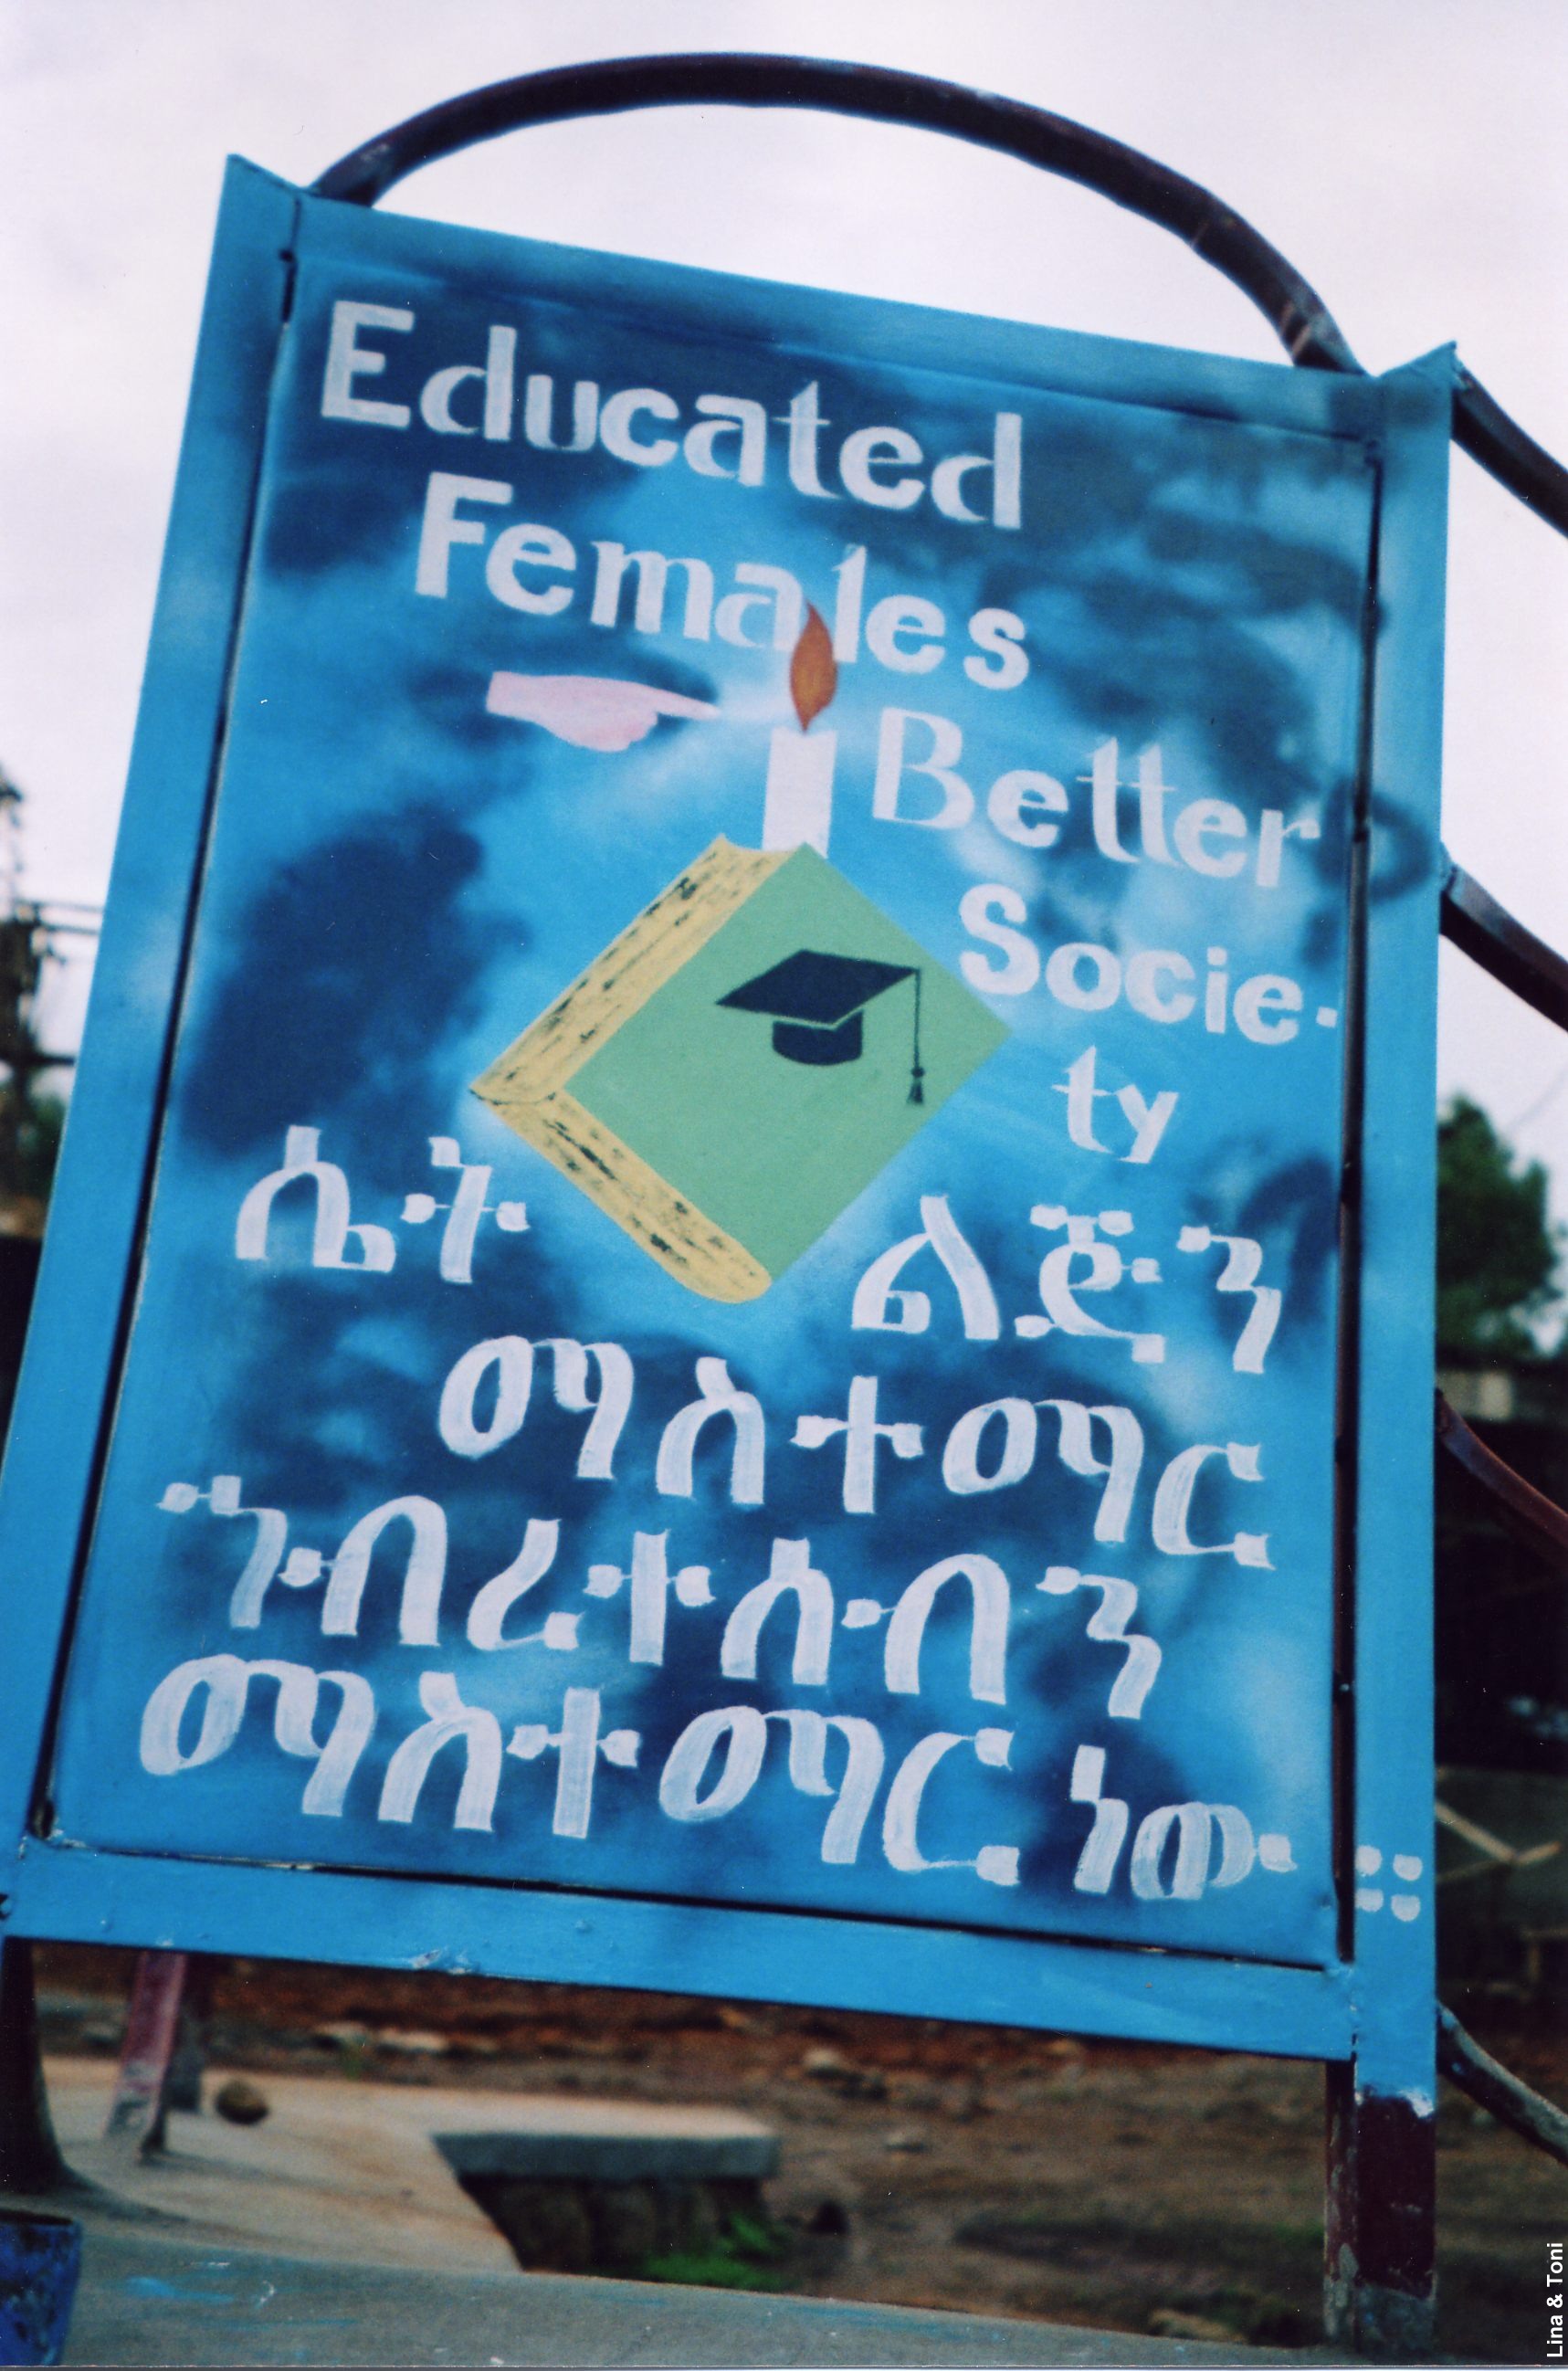 Educated
Females
Better
Socie-
ty
ሴት ልጅን
ማስተማር
ኅብረተሰብን
ማስተማር ነው።
Lina & Toni